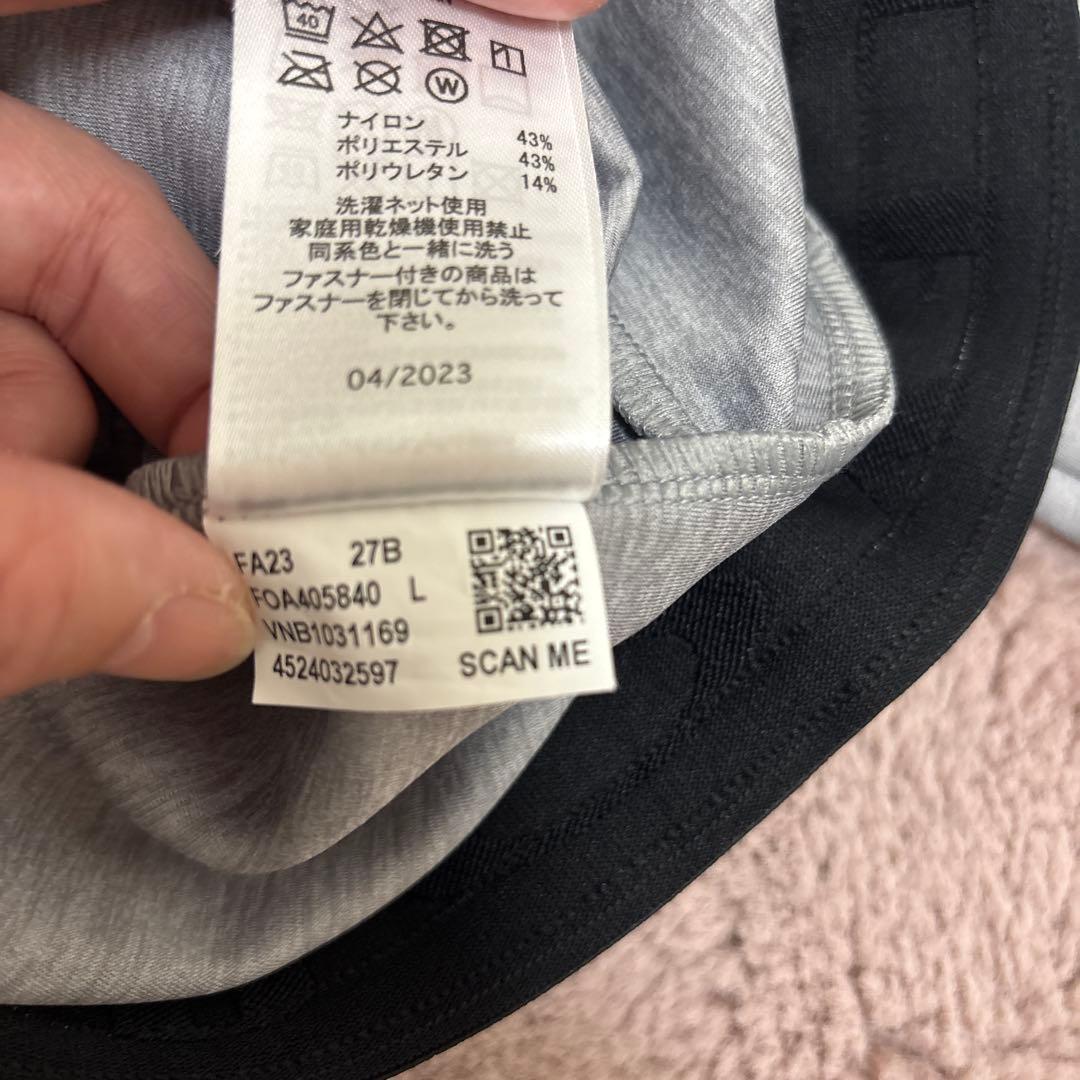 40
W
ナイロン 43%
ポリエステル 43%
ポリウレタン 14%
洗濯ネット使用
家庭用乾燥機使用禁止
同系色と一緒に洗う
ファスナー付きの商品は
ファスナーを閉じてから洗って
下さい。
04/2023
FA23 27B
FOA405840 L
VNB1031169
4524032597 SCAN ME